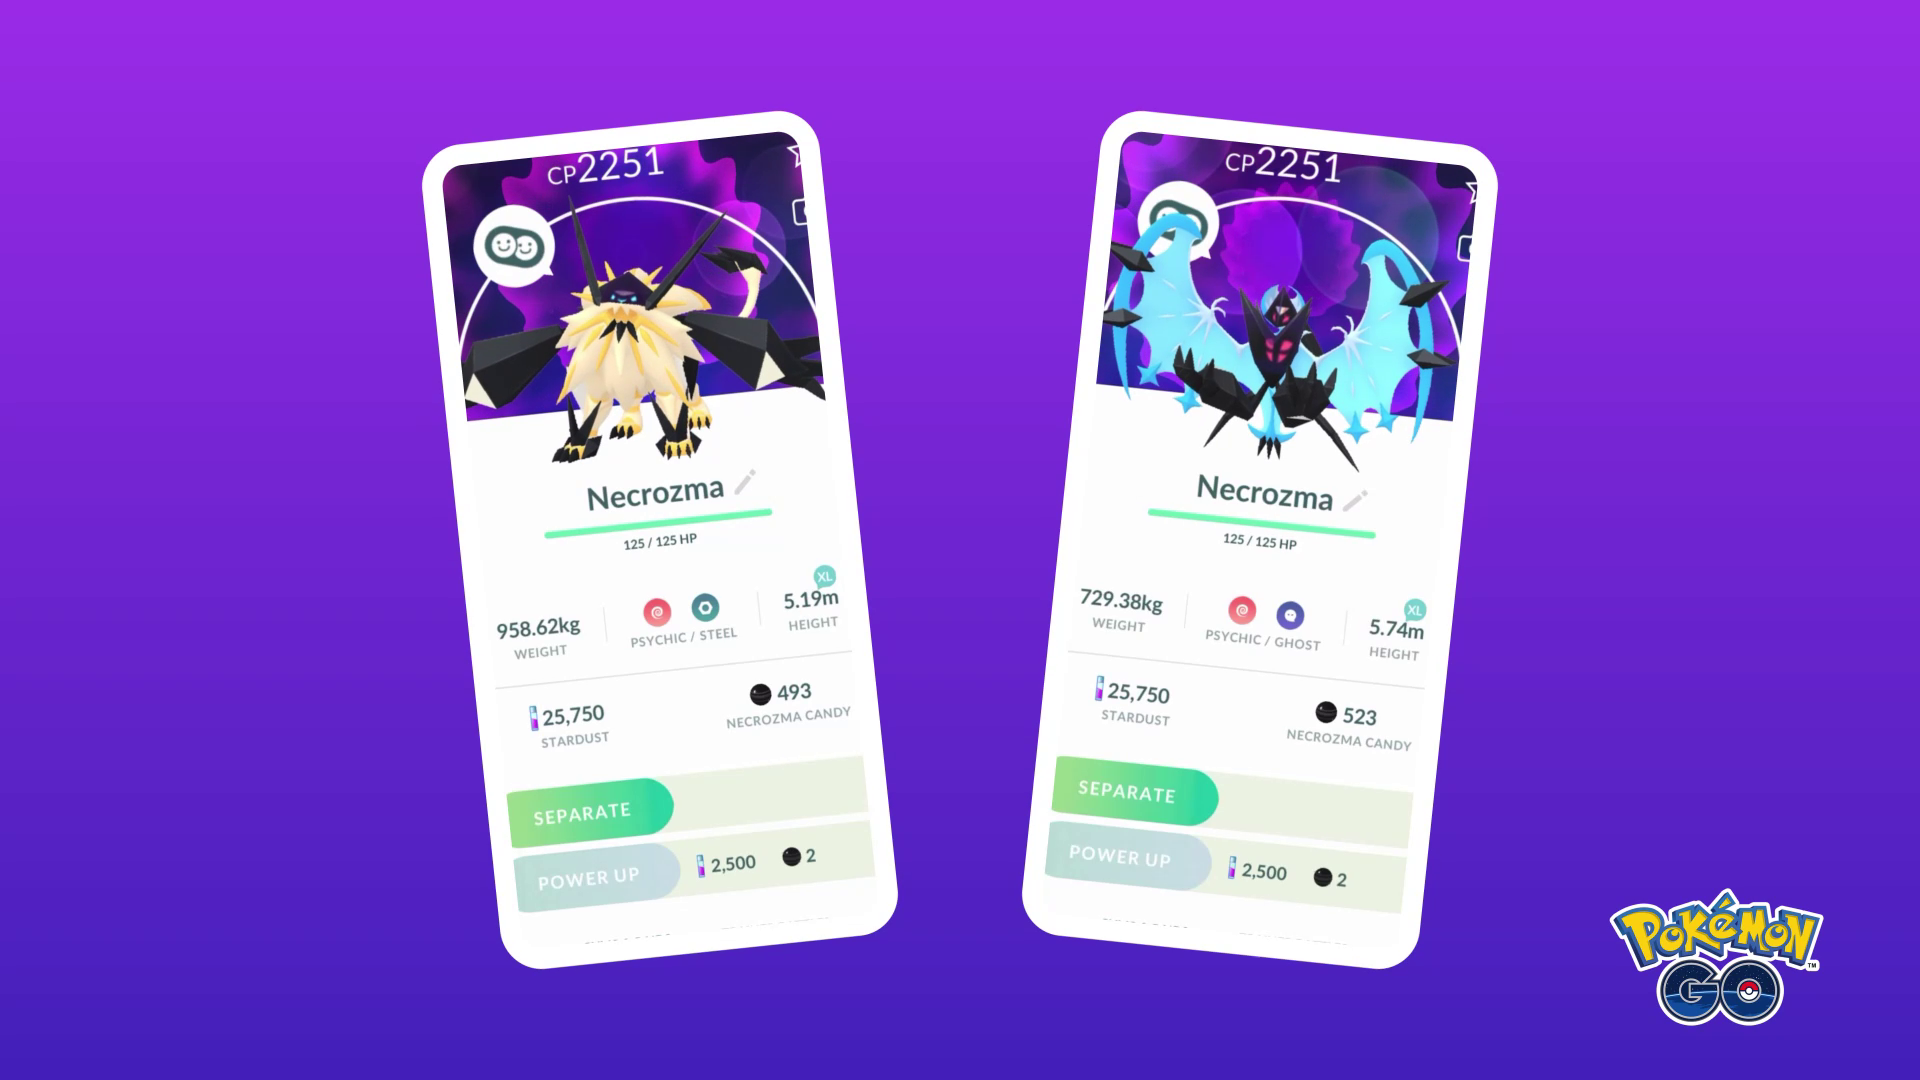 CP2251
Necrozma
125 / 125 HP
XL
958.62kg
WEIGHT
PSYCHIC / STEEL
5.19m
HEIGHT
25,750
STARDUST
493
NECROZMA CANDY
SEPARATE
POWER UP
2,500
2
CP2251
Necrozma
125 / 125 HP
XL
729.38kg
WEIGHT
PSYCHIC / GHOST
5.74m
HEIGHT
25,750
STARDUST
523
NECROZMA CANDY
SEPARATE
POWER UP
2,500
2
POKéMON
TM
GO